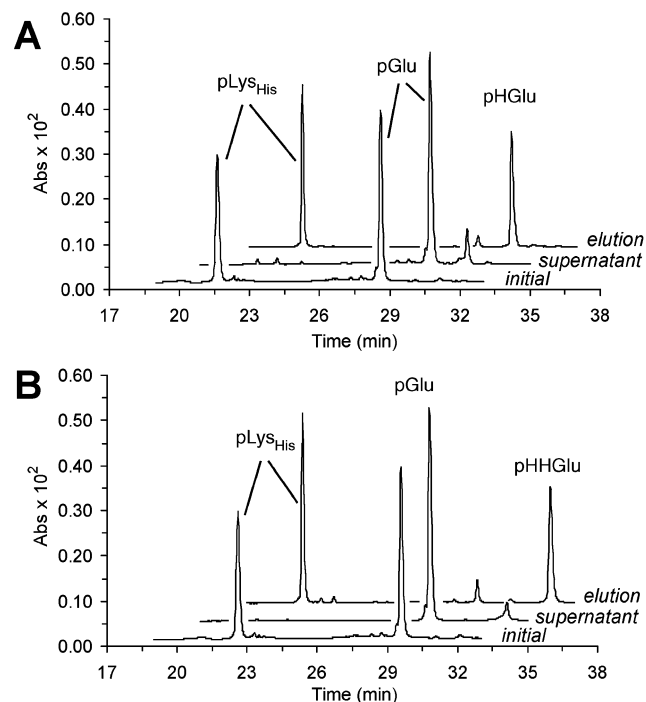 A
0.60
0.50
0.40
0.30
0.20
0.10
0.00
Abs x 10²
pLysHis
pGlu
pHGlu
elution
supernatant
initial
17 20 23 26 29 32 35 38
Time (min)
B
0.60
0.50
0.40
0.30
0.20
0.10
0.00
Abs x 10²
pLysHis
pGlu
pHHGlu
elution
supernatant
initial
17 20 23 26 29 32 35 38
Time (min)